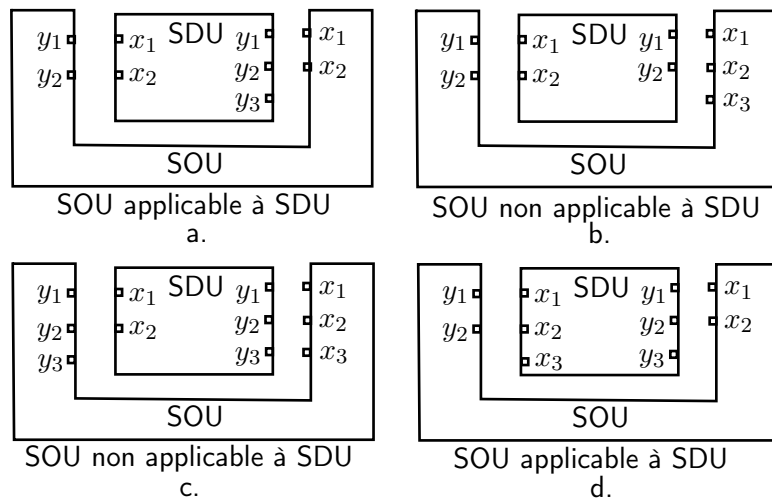 y1 x1 SDU y1 x1
y2 x2 y2 x2
y3
SOU
SOU applicable à SDU
a.
y1 x1 SDU y1 x1
y2 x2 y2 x2
x3
SOU
SOU non applicable à SDU
b.
y1 x1 SDU y1 x1
y2 x2 y2 x2
y3 y3 x3
SOU
SOU non applicable à SDU
c.
y1 x1 SDU y1 x1
y2 x2 y2 x2
x3 y3
SOU
SOU applicable à SDU
d.